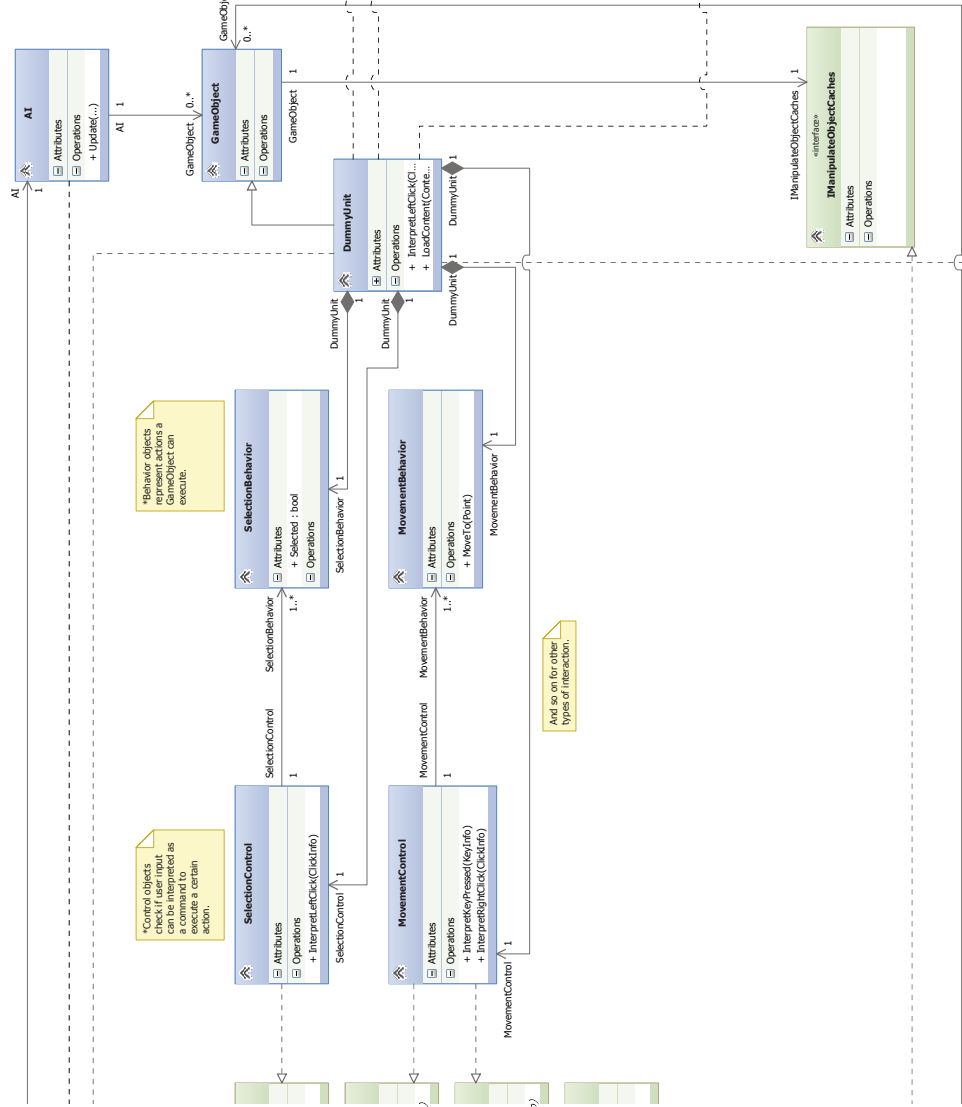 AI
Attributes
Operations
+ Update(...)
AI
1
AI
1
GameObject
0..*
GameObject
Attributes
Operations
0..*
GameObject
1
«interface»
IManipulateObjectCaches
Attributes
Operations
IManipulateObjectCaches
1
DummyUnit
Attributes
Operations
+ InterpretLeftClick(Cl...
+ LoadContent(Conte...
DummyUnit
1
DummyUnit
1
DummyUnit
1
DummyUnit
1
*Behavior objects
represent actions a
GameObject can
execute.
SelectionBehavior
Attributes
+ Selected : bool
Operations
SelectionBehavior
1
SelectionBehavior
1..*
MovementBehavior
Attributes
Operations
+ MoveTo(Point)
MovementBehavior
1
MovementBehavior
1..*
And so on for other
types of interaction.
SelectionControl
1
MovementControl
1
*Control objects
check if user input
can be interpreted as
a command to
execute a certain
action.
SelectionControl
Attributes
Operations
+ InterpretLeftClick(ClickInfo)
SelectionControl
1
MovementControl
Attributes
Operations
+ InterpretKeyPressed(KeyInfo)
+ InterpretRightClick(ClickInfo)
MovementControl
1